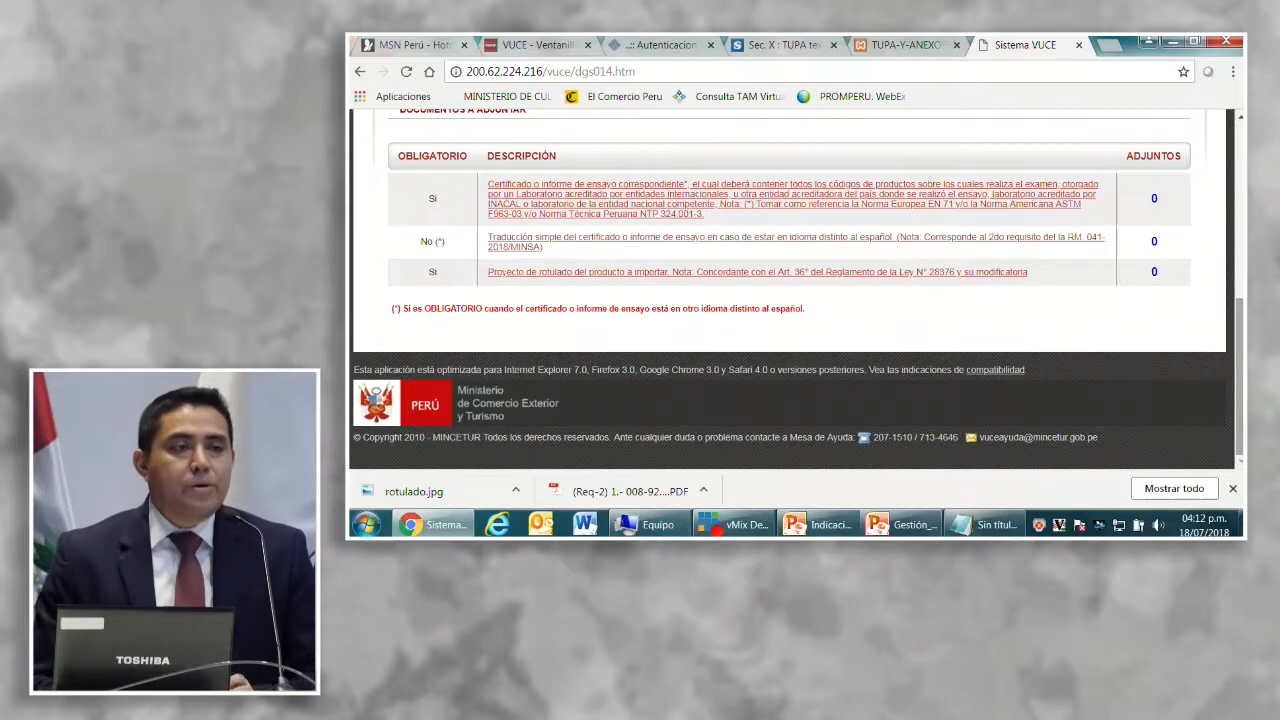 MSN Perú - Hotm
VUCE - Ventanill
..:: Autenticacion
Sec X : TUPA tex
TUPA-Y-ANEXO
Sistema VUCE
200.62.224.216/vuce/dgs014.htm
Aplicaciones
MINISTERIO DE CUL
El Comercio Peru
Consulta TAM Virtua
PROMPERU. WebEx
DOCUMENTOS A ADJUNTAR
OBLIGATORIO DESCRIPCIÓN ADJUNTOS
Si
Certificado o informe de ensayo correspondiente*, el cual deberá contener todos los códigos de productos sobre los cuales realiza el examen, otorgado
por un Laboratorio acreditado por entidades internacionales, u otra entidad acreditadora del país donde se realizó el ensayo, laboratorio acreditado por
INACAL o laboratorio de la entidad nacional competente. Nota: (*) Tomar como referencia la Norma Europea EN 71 y/o la Norma Americana ASTM
F963-03 y/o Norma Técnica Peruana NTP 324.001-3.
0
No (*)
Traducción simple del certificado o informe de ensayo en caso de estar en idioma distinto al español. (Nota: Corresponde al 2do requisito del la RM. 041-
2018/MINSA)
0
Si
Proyecto de rotulado del producto a importar. Nota: Concordante con el Art. 36° del Reglamento de la Ley N° 28376 y su modificatoria
0
(*) Si es OBLIGATORIO cuando el certificado o informe de ensayo está en otro idioma distinto al español.
Esta aplicación está optimizada para Internet Explorer 7.0, Firefox 3.0, Google Chrome 3.0 y Safari 4.0 o versiones posteriores. Vea las indicaciones de compatibilidad.
PERÚ
Ministerio
de Comercio Exterior
y Turismo
© Copyright 2010 - MINCETUR Todos los derechos reservados. Ante cualquier duda o problema contacte a Mesa de Ayuda: 207-1510 / 713-4646 vuceayuda@mincetur.gob.pe
rotulado.jpg
(Req-2) 1.- 008-92....PDF
Mostrar todo
Sistema...
Equipo
vMix De...
Indicaci...
Gestión_...
Sin títul...
04:12 p.m.
18/07/2018
TOSHIBA